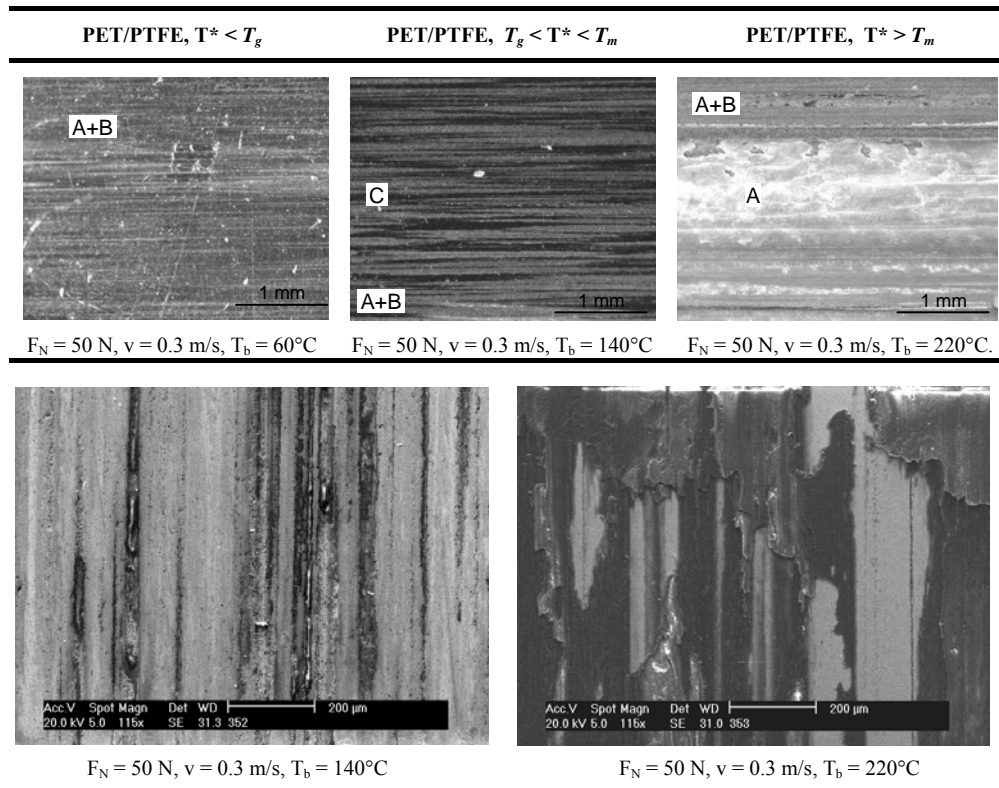 PET/PTFE, T* < Tg
PET/PTFE, Tg < T* < Tm
PET/PTFE, T* > Tm
A+B
1 mm
C
A+B
1 mm
A+B
A
1 mm
FN = 50 N, v = 0.3 m/s, Tb = 60°C
FN = 50 N, v = 0.3 m/s, Tb = 140°C
FN = 50 N, v = 0.3 m/s, Tb = 220°C.
Acc.V Spot Magn Det WD 200 µm
20.0 kV 5.0 115x SE 31.3 352
Acc.V Spot Magn Det WD 200 µm
20.0 kV 5.0 115x SE 31.0 353
FN = 50 N, v = 0.3 m/s, Tb = 140°C
FN = 50 N, v = 0.3 m/s, Tb = 220°C